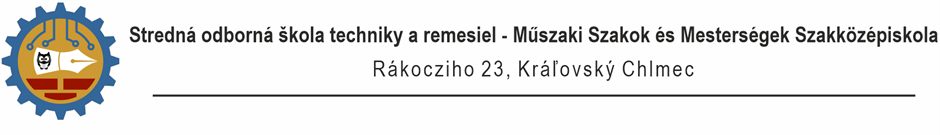 Stredná odborná škola techniky a remesiel - Műszaki Szakok és Mesterségek Szakközépiskola
Rákocziho 23, Kráľovský Chlmec